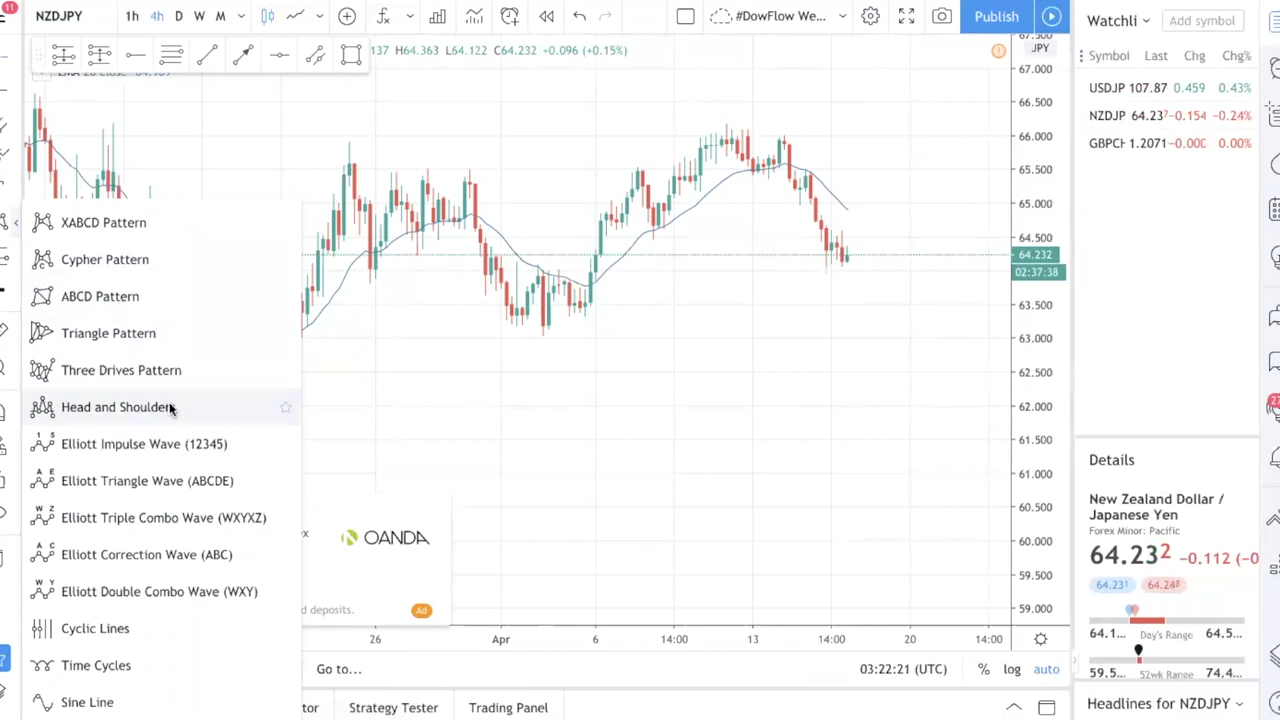 11
NZDJPY 1h 4h D W M #DowFlow We... Publish
Watchli Add symbol
137 H64.363 L64.122 C64.232 +0.096 (+0.15%)
JPY
Symbol Last Chg Chg%
USDJP 107.87 0.459 0.43%
NZDJP 64.237 -0.154 -0.24%
GBPCH 1.2071 -0.000 0.00%
67.000
66.500
66.000
65.500
65.000
64.500
64.232
02:37:38
63.500
63.000
62.500
62.000
61.500
61.000
60.500
60.000
59.500
59.000
XABCD Pattern
Cypher Pattern
ABCD Pattern
Triangle Pattern
Three Drives Pattern
Head and Shoulders
Elliott Impulse Wave (12345)
Elliott Triangle Wave (ABCDE)
Elliott Triple Combo Wave (WXYXZ)
Elliott Correction Wave (ABC)
Elliott Double Combo Wave (WXY)
Cyclic Lines
Time Cycles
Sine Line
OANDA
d deposits. Ad
26 Apr 6 14:00 13 14:00 20 14:00
Go to... 03:22:21 (UTC) % log auto
tor Strategy Tester Trading Panel
Details
New Zealand Dollar /
Japanese Yen
Forex Minor: Pacific
64.232 -0.112 (-0
64.231 64.248
64.1... Day's Range 64.5...
59.5... 52wk Range 74.4...
Headlines for NZDJPY